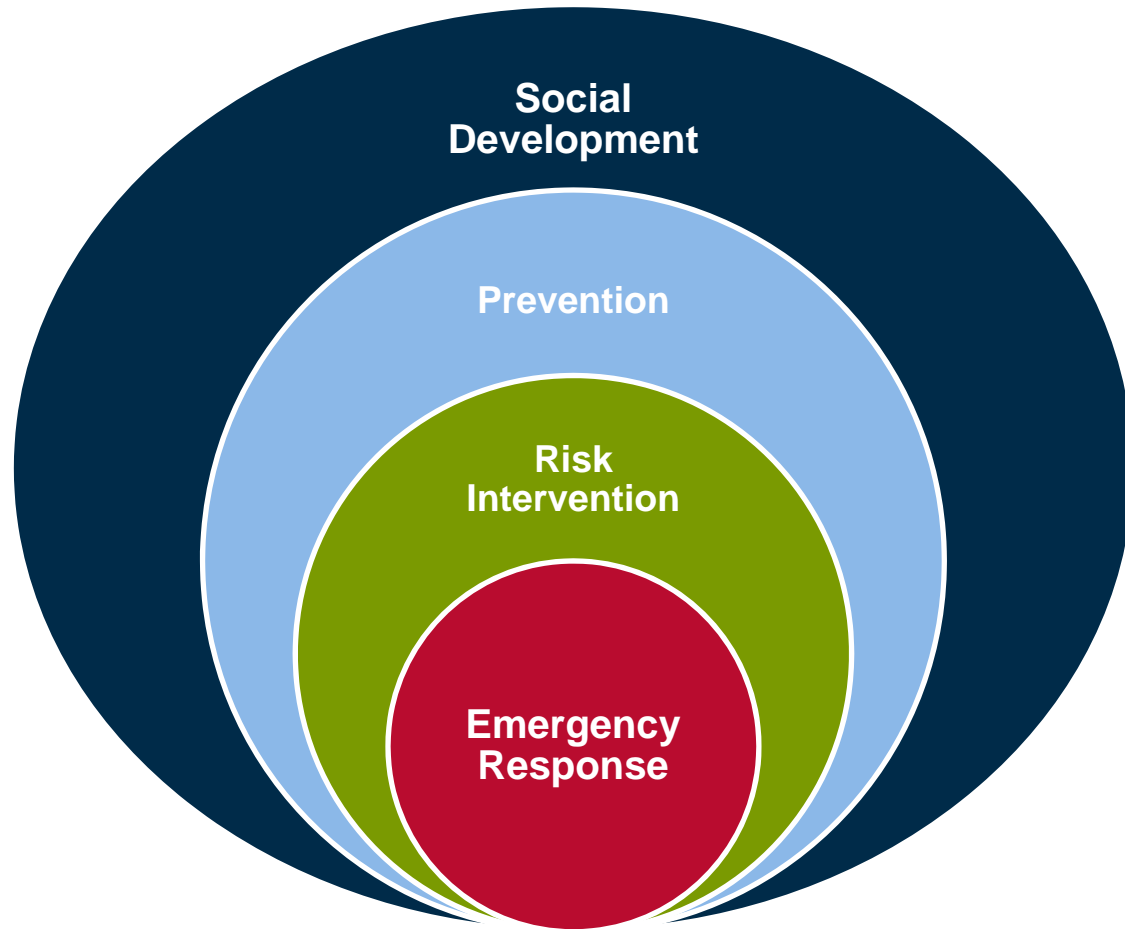 Social
Development
Prevention
Risk
Intervention
Emergency
Response